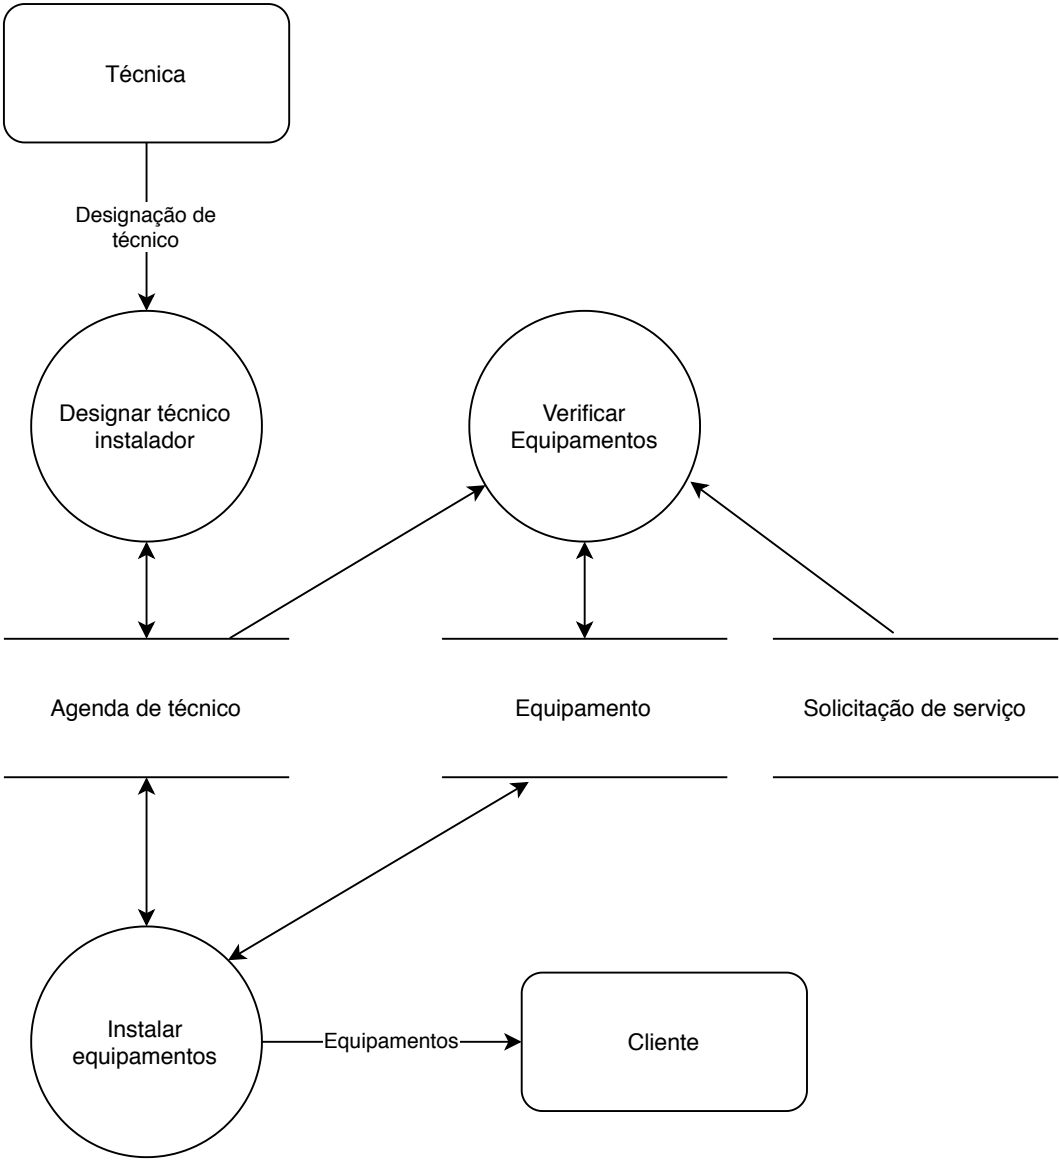 Técnica
Designação de
técnico
Designar técnico
instalador
Verificar
Equipamentos
Agenda de técnico
Equipamento
Solicitação de serviço
Instalar
equipamentos
Equipamentos
Cliente